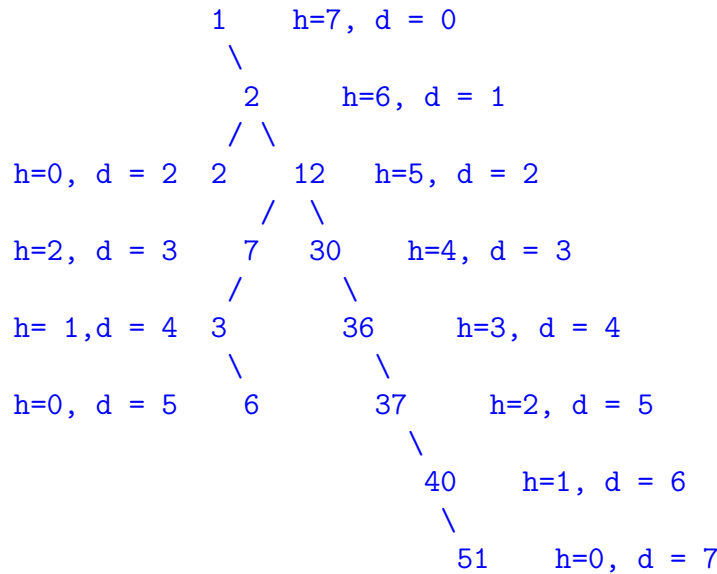 1    h=7, d = 0
\
2     h=6, d = 1
/ \
h=0, d = 2  2    12   h=5, d = 2
/  \
h=2, d = 3    7   30    h=4, d = 3
/      \
h= 1,d = 4  3       36     h=3, d = 4
\        \
h=0, d = 5    6       37     h=2, d = 5
\
40    h=1, d = 6
\
51    h=0, d = 7